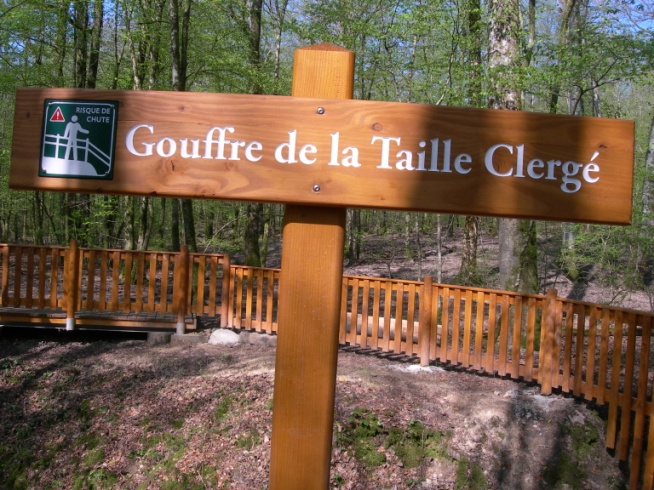 RISQUE DE
CHUTE
Gouffre de la Taille Clergé